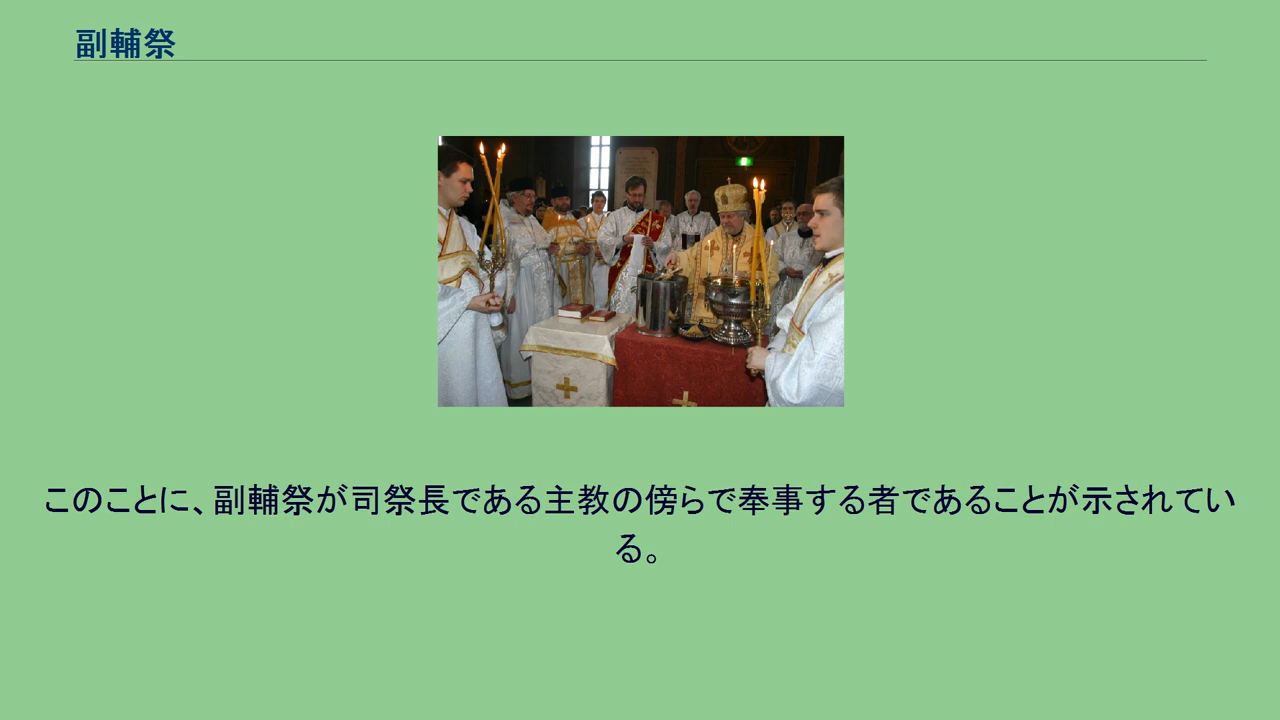 副輔祭
このことに、副輔祭が司祭長である主教の傍らで奉事する者であることが示されてい
る。